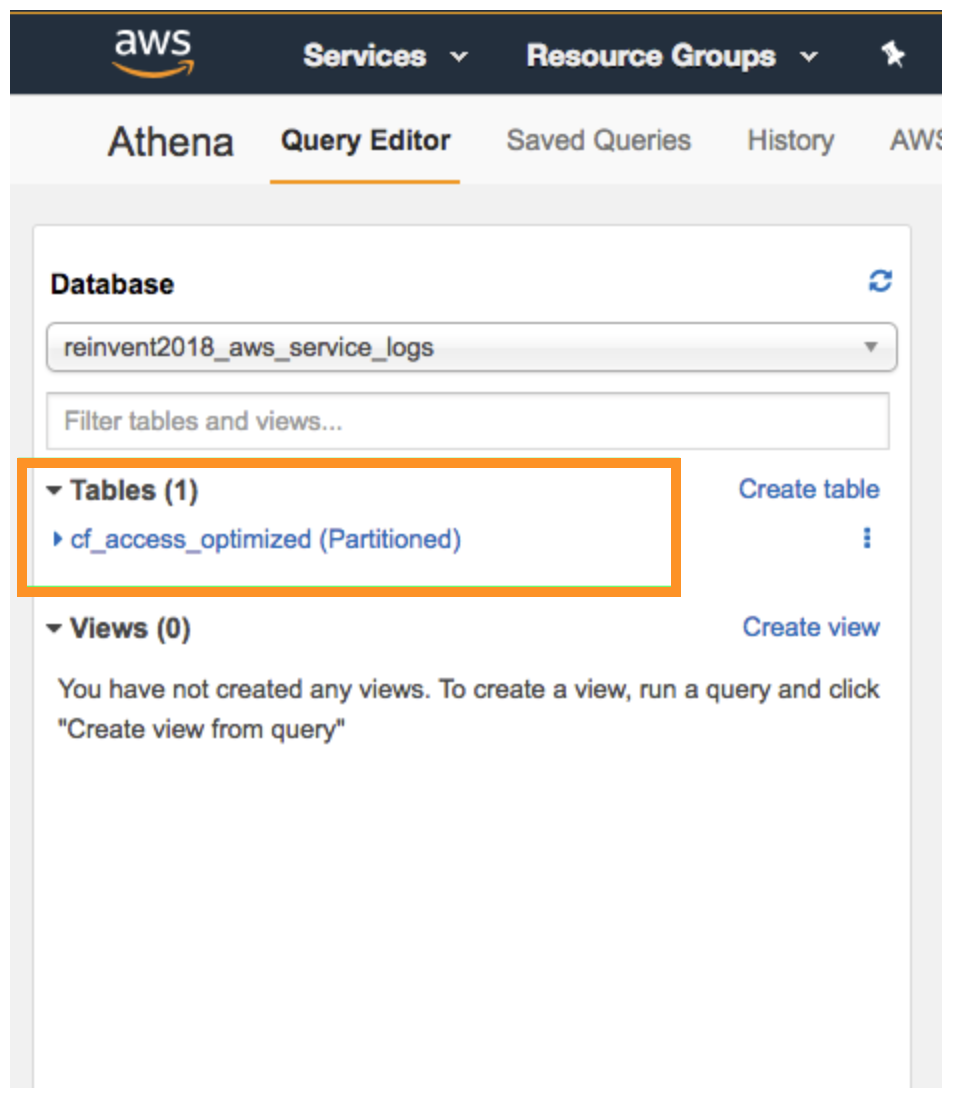 aws Services Resource Groups
Athena Query Editor Saved Queries History AWS
Database
reinvent2018_aws_service_logs
Filter tables and views...
Tables (1) Create table
cf_access_optimized (Partitioned)
Views (0) Create view
You have not created any views. To create a view, run a query and click
"Create view from query"